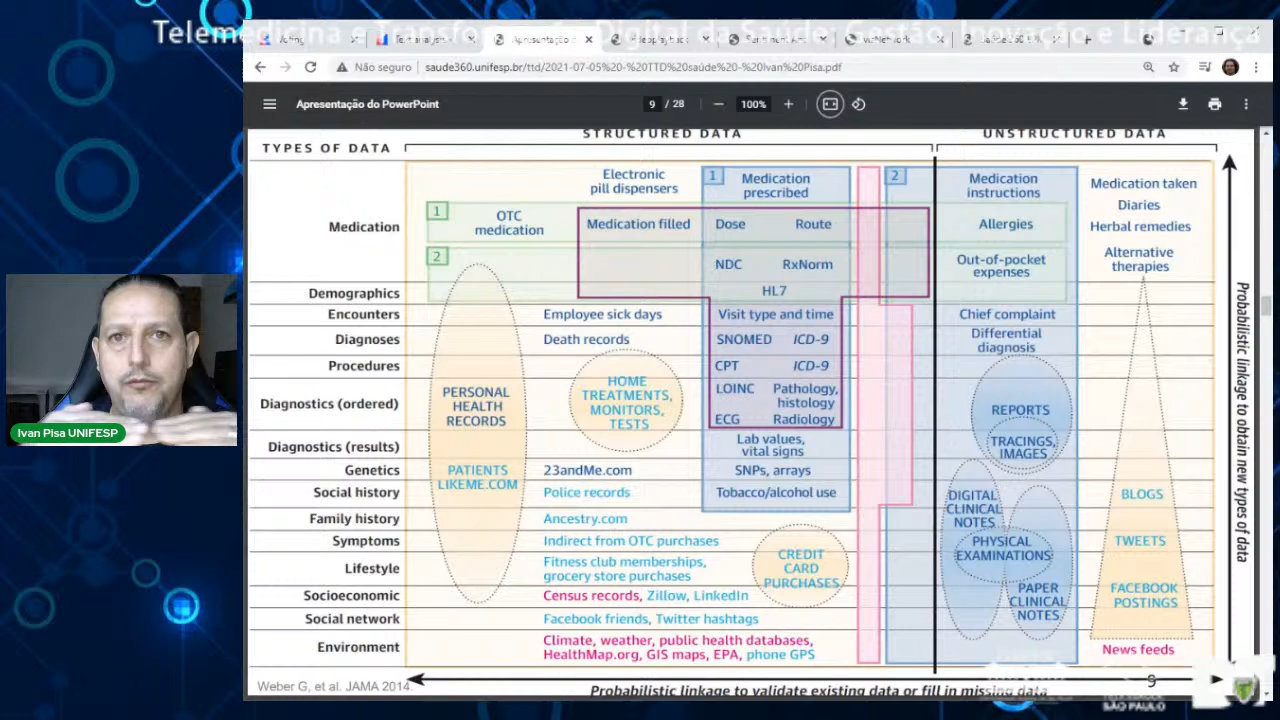 Telemedicina e Transformação Digital da Saúde: Gestão, Inovação e Liderança
Não seguro
saude360.unifesp.br/ttd/2021-07-05%20-%20TTD%20saúde%20-%20Ivan%20Pisa.pdf
Apresentação do PowerPoint
9 / 28
100%
STRUCTURED DATA
UNSTRUCTURED DATA
TYPES OF DATA
Electronic
pill dispensers
1
Medication
prescribed
2
Medication
instructions
Medication taken
Diaries
Medication
1
OTC
medication
Medication filled
Dose
Route
Allergies
Herbal remedies
2
NDC
RxNorm
Out-of-pocket
expenses
Alternative
therapies
Demographics
HL7
Encounters
Employee sick days
Visit type and time
Chief complaint
Diagnoses
Death records
SNOMED
ICD-9
Differential
diagnosis
Procedures
CPT
ICD-9
Diagnostics (ordered)
PERSONAL
HEALTH
RECORDS
HOME
TREATMENTS,
MONITORS,
TESTS
LOINC
Pathology,
histology
ECG
Radiology
REPORTS
TRACINGS,
IMAGES
Diagnostics (results)
Lab values,
vital signs
Genetics
PATIENTS
LIKEME.COM
23andMe.com
SNPs, arrays
Social history
Police records
Tobacco/alcohol use
DIGITAL
CLINICAL
NOTES
BLOGS
Family history
Ancestry.com
Symptoms
Indirect from OTC purchases
PHYSICAL
EXAMINATIONS
TWEETS
Lifestyle
Fitness club memberships,
grocery store purchases
CREDIT
CARD
PURCHASES
Socioeconomic
Census records, Zillow, LinkedIn
PAPER
CLINICAL
NOTES
FACEBOOK
POSTINGS
Social network
Facebook friends, Twitter hashtags
Environment
Climate, weather, public health databases,
HealthMap.org, GIS maps, EPA, phone GPS
News feeds
Probabilistic linkage to obtain new types of data
Weber G, et al. JAMA 2014.
9
Probabilistic linkage to validate existing data or fill in missing data
SÃO PAULO
Ivan Pisa UNIFESP